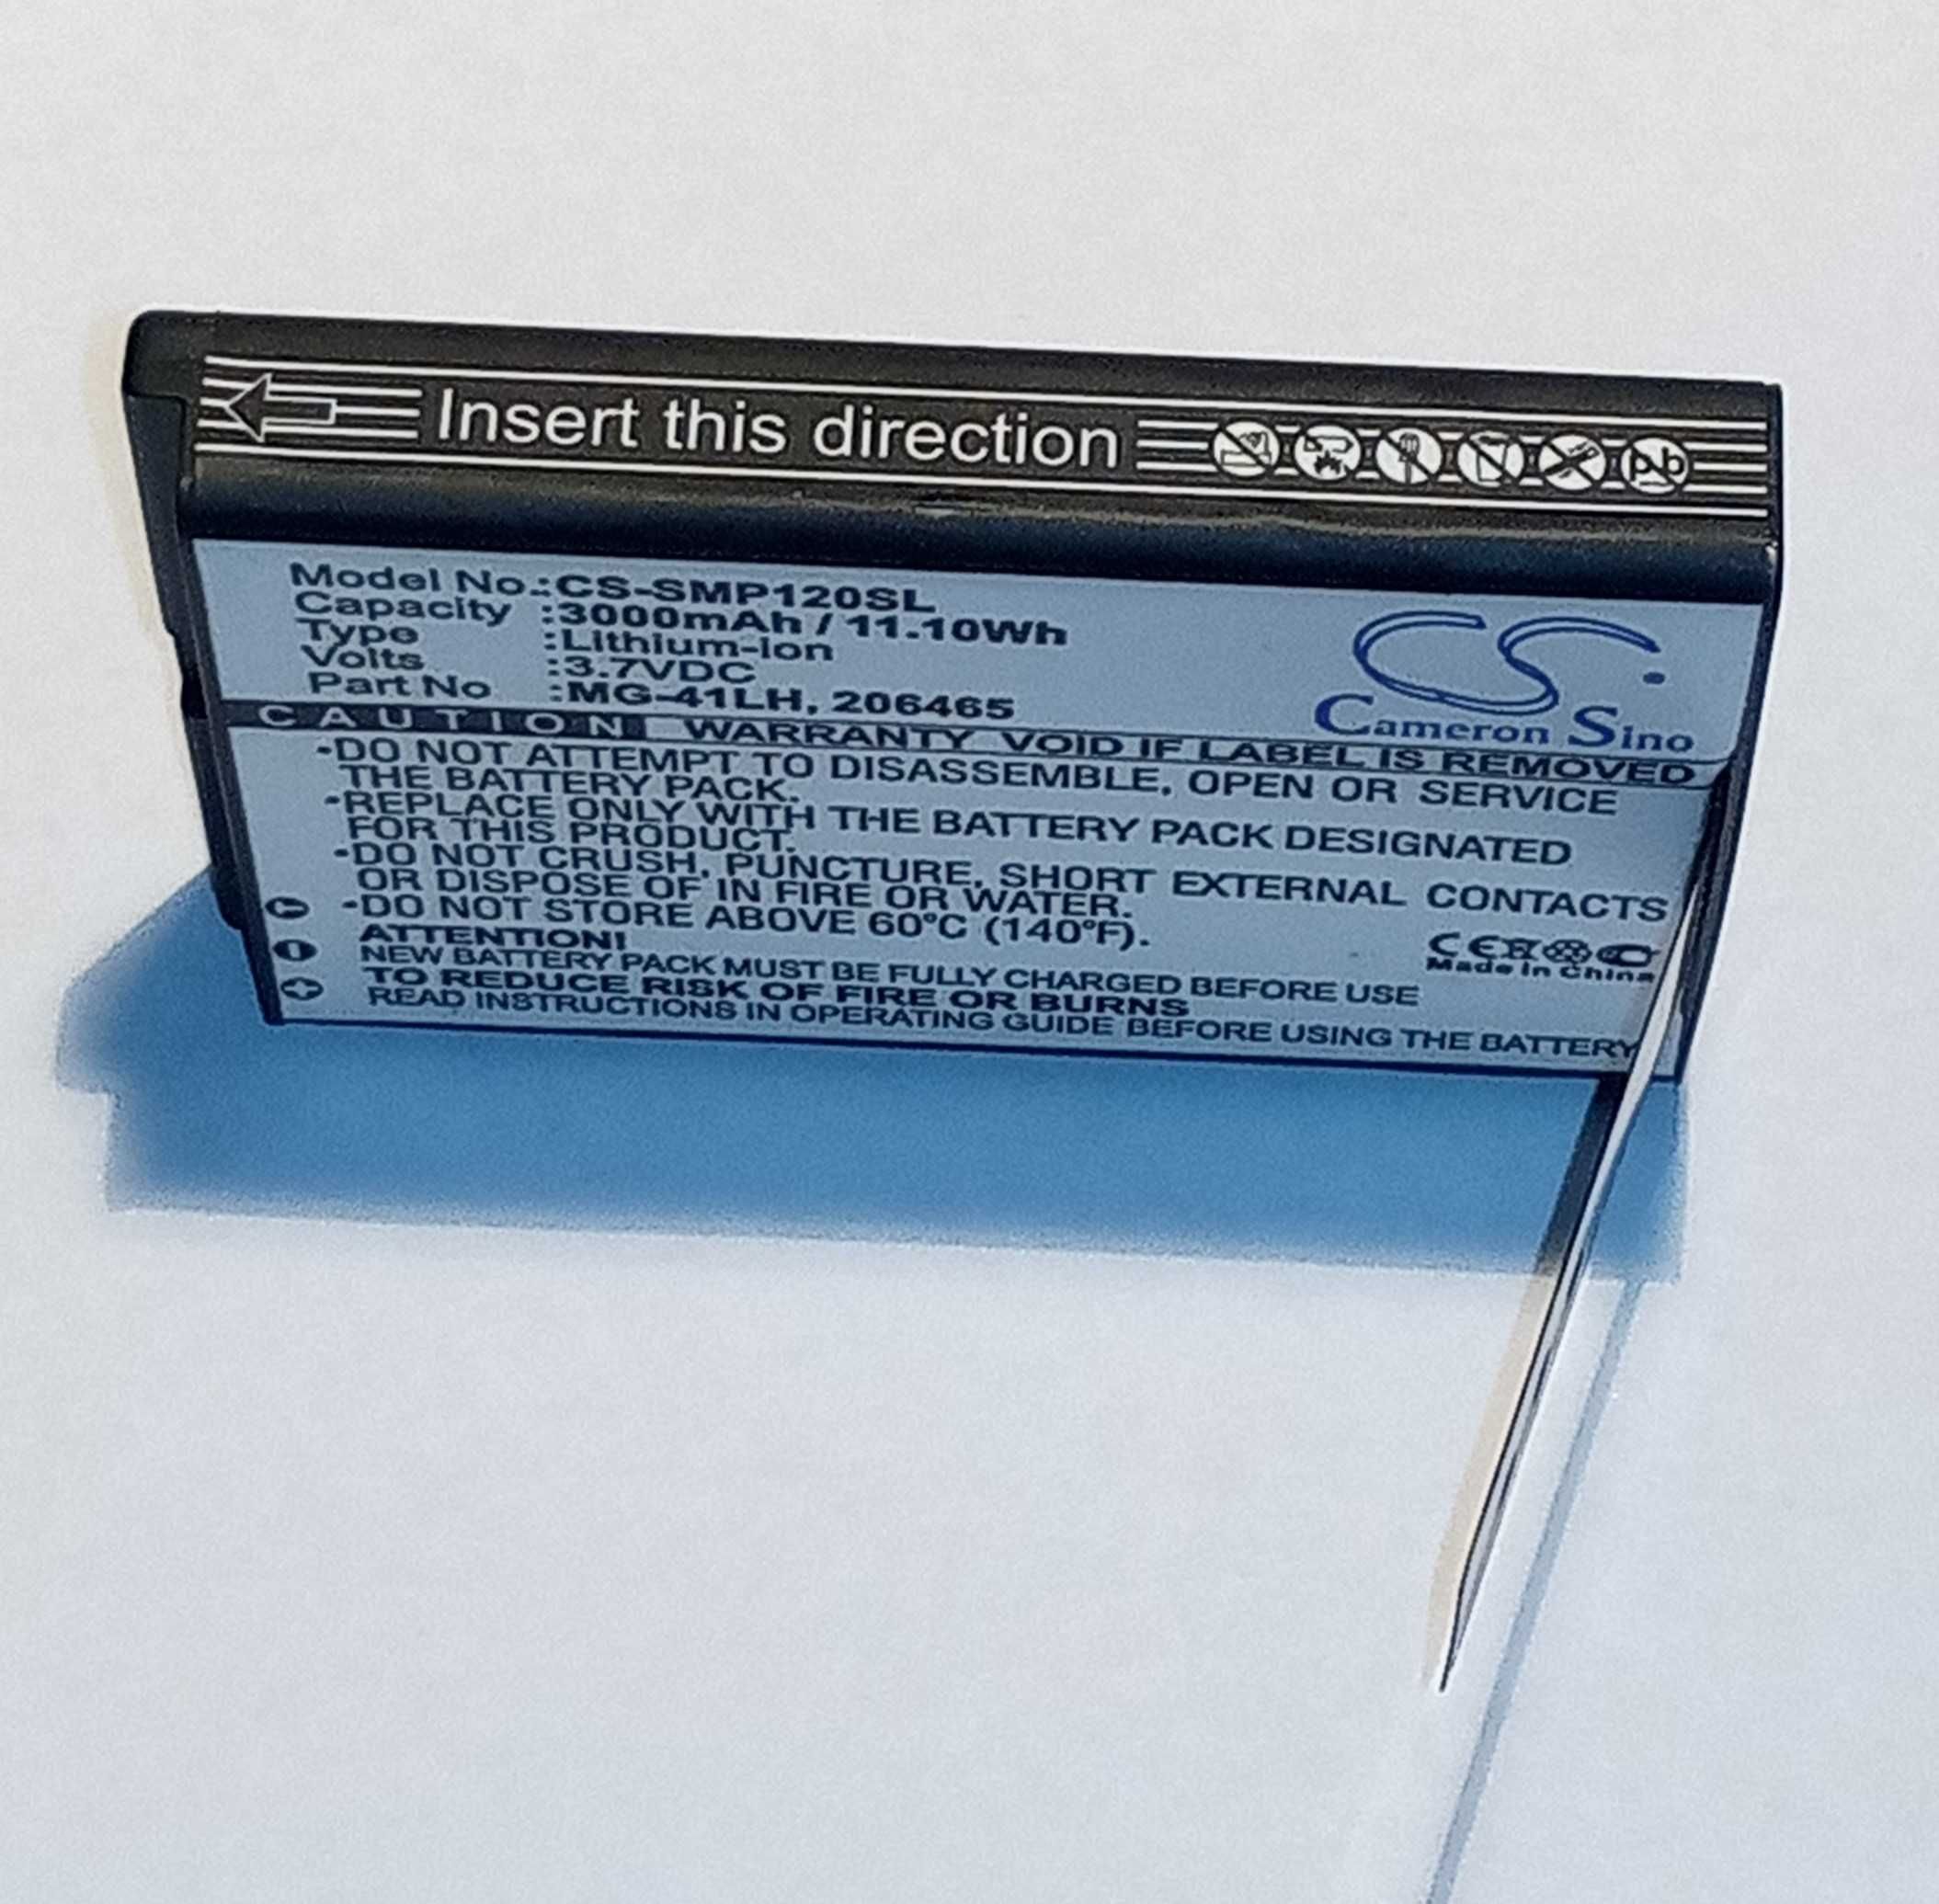 Insert this direction
pb
Model No.:CS-SMP120SL
Capacity :3000mAh / 11.10Wh
Type :Lithium-ion
Volts :3.7VDC
Part No :MG-41LH, 206465
CS.
Cameron Sino
CAUTION WARRANTY VOID IF LABEL IS REMOVED
-DO NOT ATTEMPT TO DISASSEMBLE, OPEN OR SERVICE
THE BATTERY PACK.
-REPLACE ONLY WITH THE BATTERY PACK DESIGNATED
FOR THIS PRODUCT.
-DO NOT CRUSH, PUNCTURE, SHORT EXTERNAL CONTACTS
OR DISPOSE OF IN FIRE OR WATER.
-DO NOT STORE ABOVE 60°C (140°F).
ATTENTION!
NEW BATTERY PACK MUST BE FULLY CHARGED BEFORE USE
TO REDUCE RISK OF FIRE OR BURNS
READ INSTRUCTIONS IN OPERATING GUIDE BEFORE USING THE BATTERY
CE
Made in China